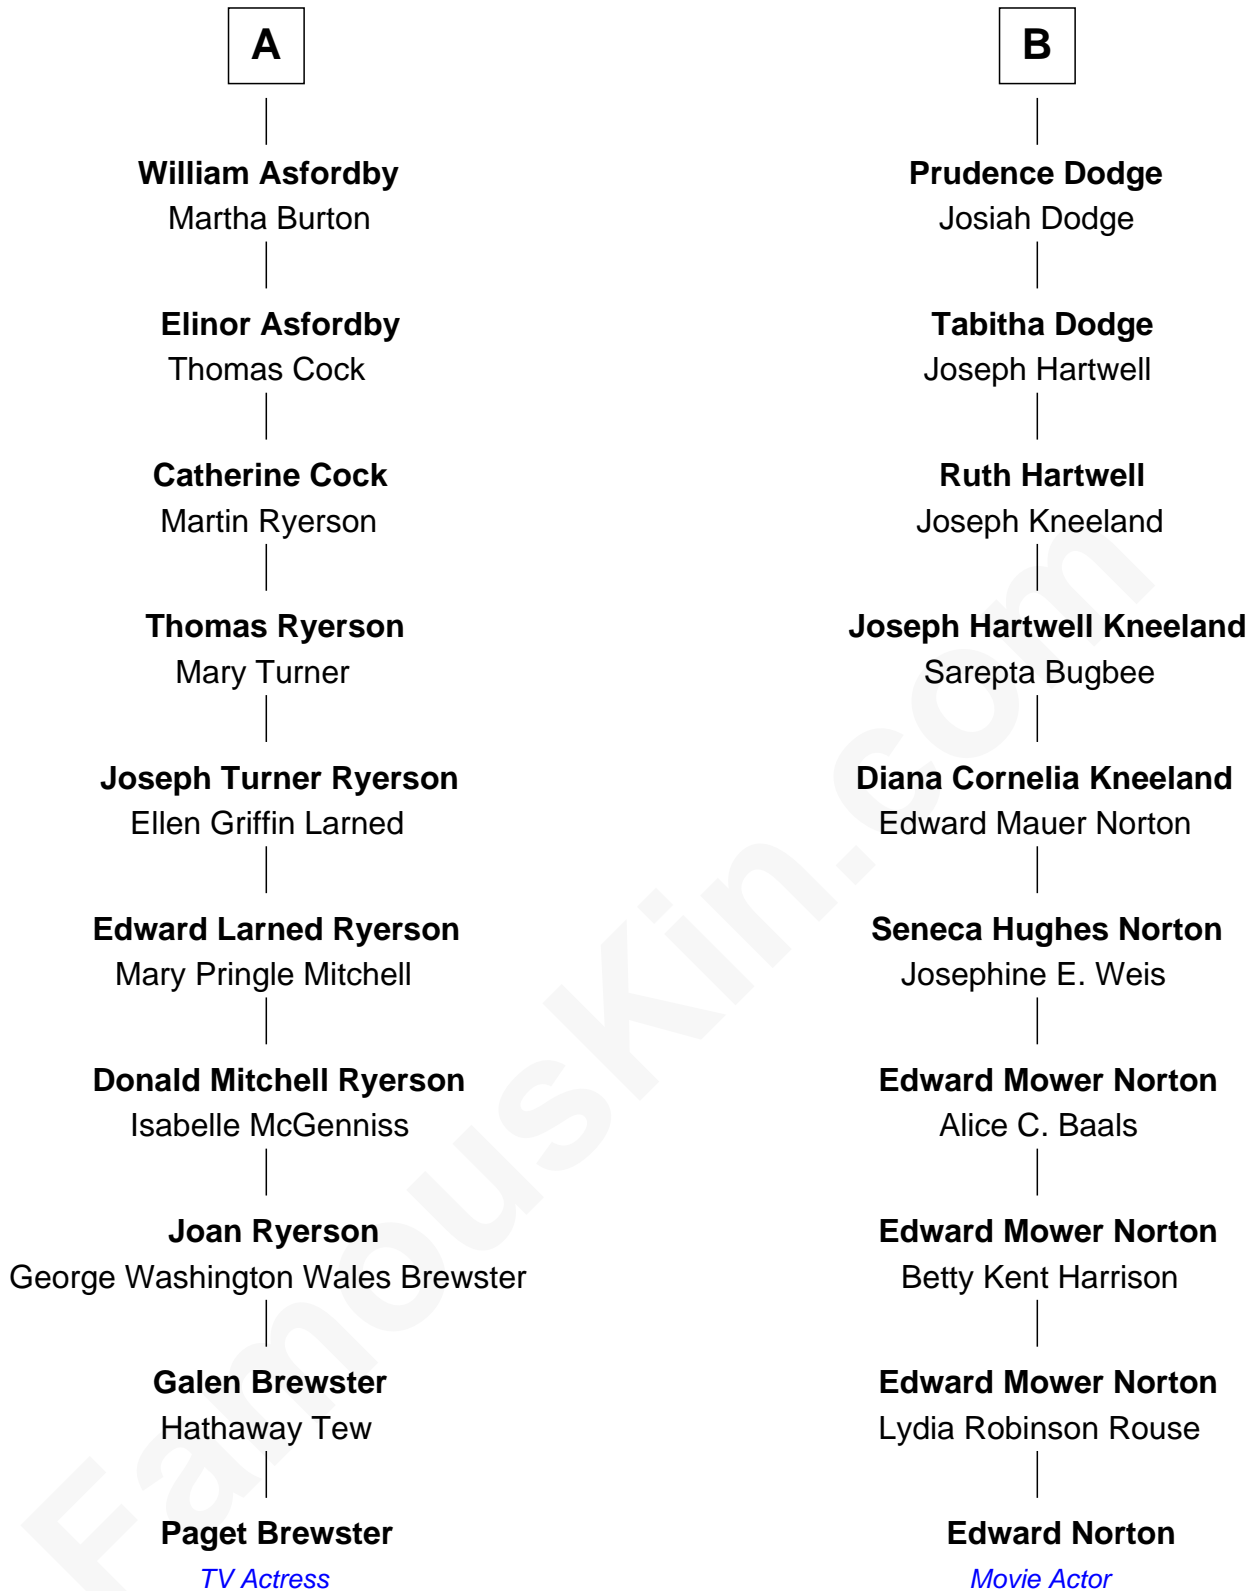 A
William Asfordby
Martha Burton
Elinor Asfordby
Thomas Cock
Catherine Cock
Martin Ryerson
Thomas Ryerson
Mary Turner
Joseph Turner Ryerson
Ellen Griffin Larned
Edward Larned Ryerson
Mary Pringle Mitchell
Donald Mitchell Ryerson
Isabelle McGenniss
Joan Ryerson
George Washington Wales Brewster
Galen Brewster
Hathaway Tew
Paget Brewster
TV Actress
B
Prudence Dodge
Josiah Dodge
Tabitha Dodge
Joseph Hartwell
Ruth Hartwell
Joseph Kneeland
Joseph Hartwell Kneeland
Sarepta Bugbee
Diana Cornelia Kneeland
Edward Mauer Norton
Seneca Hughes Norton
Josephine E. Weis
Edward Mower Norton
Alice C. Baals
Edward Mower Norton
Betty Kent Harrison
Edward Mower Norton
Lydia Robinson Rouse
Edward Norton
Movie Actor
FamousKin.com